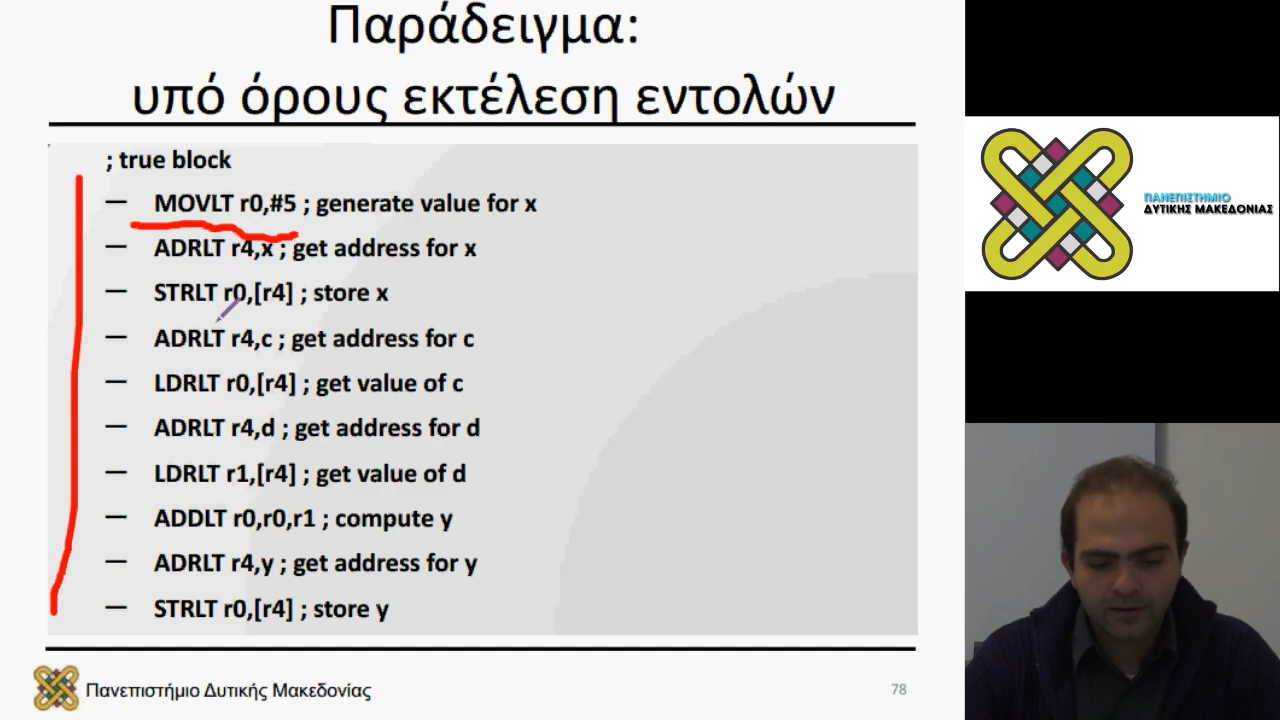 Παράδειγμα:
υπό όρους εκτέλεση εντολών
; true block
— MOVLT r0,#5 ; generate value for x
— ADRLT r4,x ; get address for x
— STRLT r0,[r4] ; store x
— ADRLT r4,c ; get address for c
— LDRLT r0,[r4] ; get value of c
— ADRLT r4,d ; get address for d
— LDRLT r1,[r4] ; get value of d
— ADDLT r0,r0,r1 ; compute y
— ADRLT r4,y ; get address for y
— STRLT r0,[r4] ; store y
Πανεπιστήμιο Δυτικής Μακεδονίας
78
ΠΑΝΕΠΙΣΤΗΜΙΟ
ΔΥΤΙΚΗΣ ΜΑΚΕΔΟΝΙΑΣ